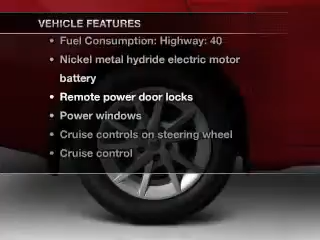 VEHICLE FEATURES
• Fuel Consumption: Highway: 40
• Nickel metal hydride electric motor
battery
• Remote power door locks
• Power windows
• Cruise controls on steering wheel
• Cruise control